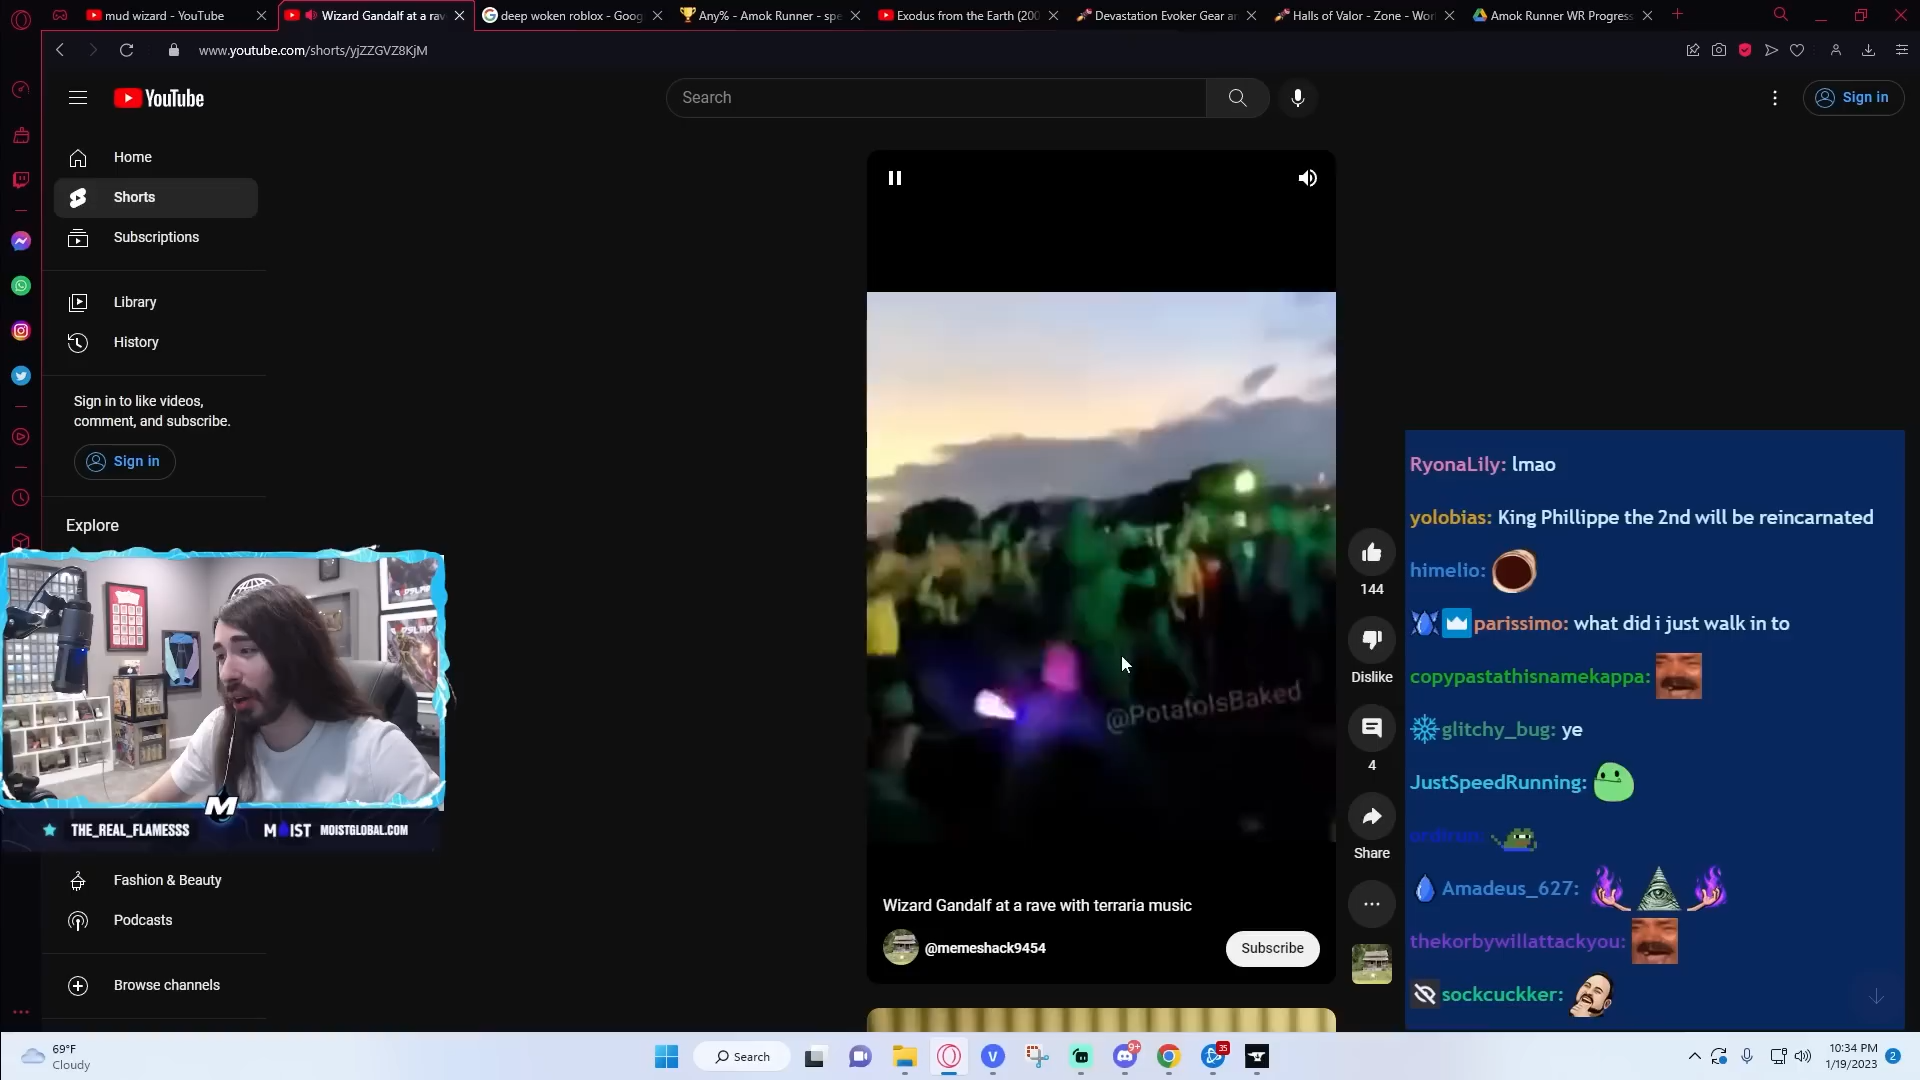 mud wizard - YouTube
Wizard Gandalf at a rav
deep woken roblox - Goog
Any% - Amok Runner - spe
Exodus from the Earth (200
Devastation Evoker Gear a
Halls of Valor - Zone - Wor
Amok Runner WR Progress
www.youtube.com/shorts/yjZZGVZ8KjM
YouTube
Search
Sign in
Home
Shorts
Subscriptions
Library
History
Sign in to like videos,
comment, and subscribe.
Sign in
Explore
THE_REAL_FLAMESSS
MOIST
MOISTGLOBAL.COM
Fashion & Beauty
Podcasts
Browse channels
@PotatoIsBaked
144
Dislike
4
Share
Wizard Gandalf at a rave with terraria music
@memeshack9454
Subscribe
RyonaLily: lmao
yolobias: King Phillippe the 2nd will be reincarnated
himelio:
parissimo: what did i just walk in to
copypastathisnamekappa:
glitchy_bug: ye
JustSpeedRunning:
Amadeus_627:
thekorbywillattackyou:
sockcuckker:
69°F
Cloudy
Search
9+
35
10:34 PM
1/19/2023
2